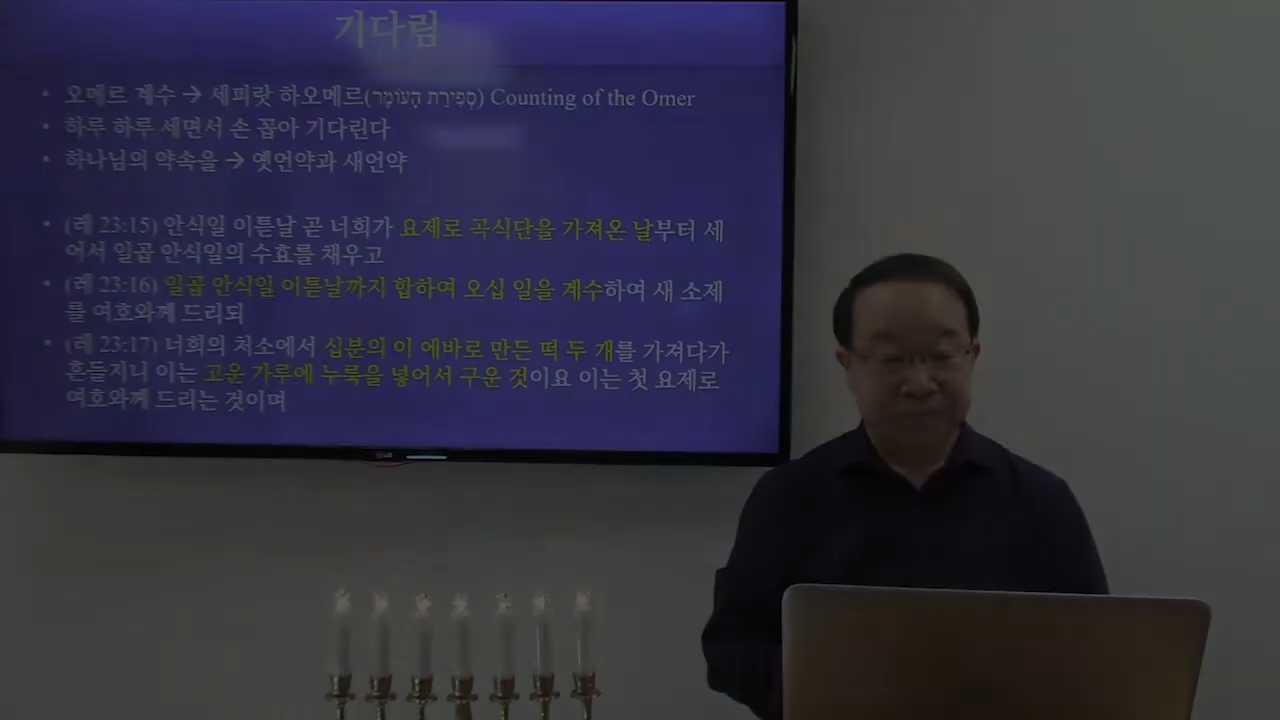 기다림
• 오메르 계수 → 세피랏 하오메르(סְפִירַת הָעוֹמֶר) Counting of the Omer
• 하루 하루 세면서 손 꼽아 기다린다
• 하나님의 약속을 → 옛언약과 새언약
• (레 23:15) 안식일 이튿날 곧 너희가 요제로 곡식단을 가져온 날부터 세
어서 일곱 안식일의 수효를 채우고
• (레 23:16) 일곱 안식일 이튿날까지 합하여 오십 일을 계수하여 새 소제
를 여호와께 드리되
• (레 23:17) 너희의 처소에서 십분의 이 에바로 만든 떡 두 개를 가져다가
흔들지니 이는 고운 가루에 누룩을 넣어서 구운 것이요 이는 첫 요제로
여호와께 드리는 것이며